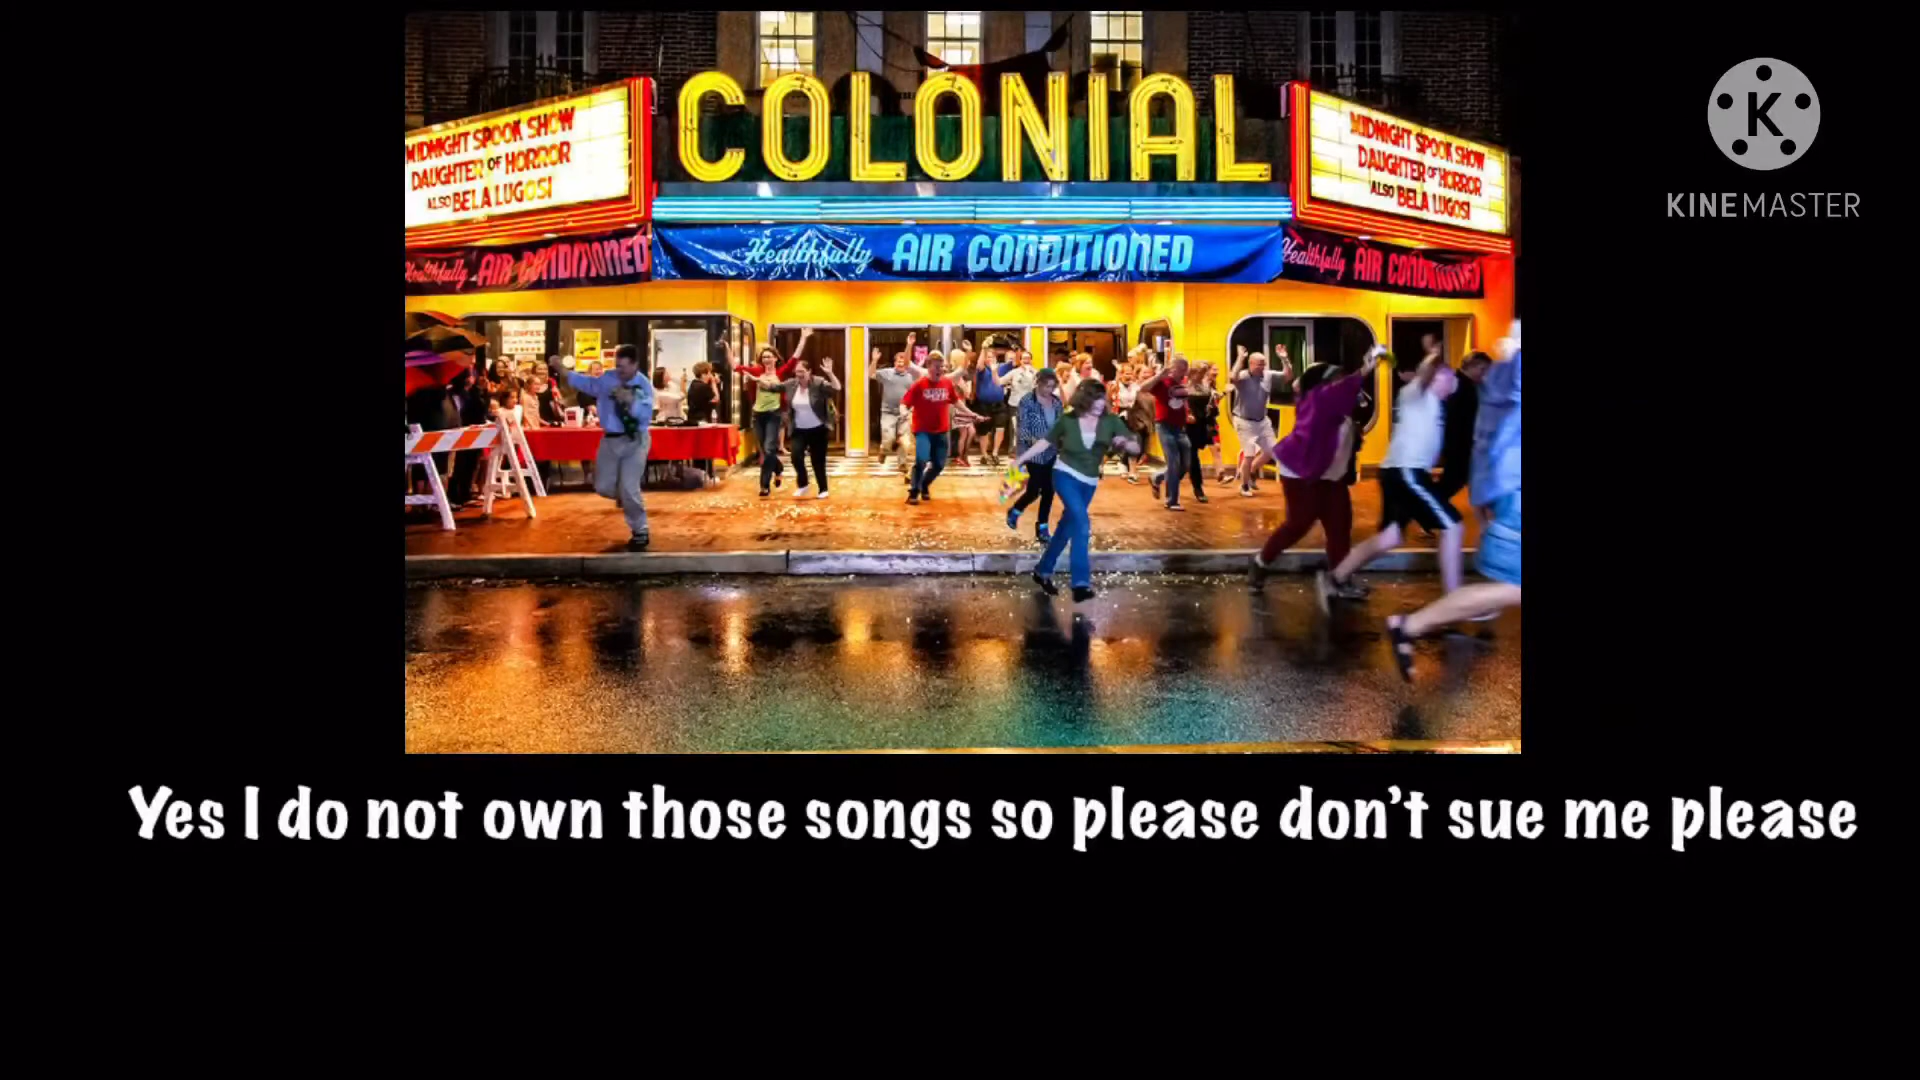 COLONIAL
MIDNIGHT SPOOK SHOW
DAUGHTER OF HORROR
ALSO BELA LUGOSI
MIDNIGHT SPOOK SHOW
DAUGHTER OF HORROR
ALSO BELA LUGOSI
Healthfully AIR CONDITIONED
Healthfully AIR CONDITIONED
Healthfully AIR CONDITIONED
K
KINEMASTER
Yes I do not own those songs so please don't sue me please